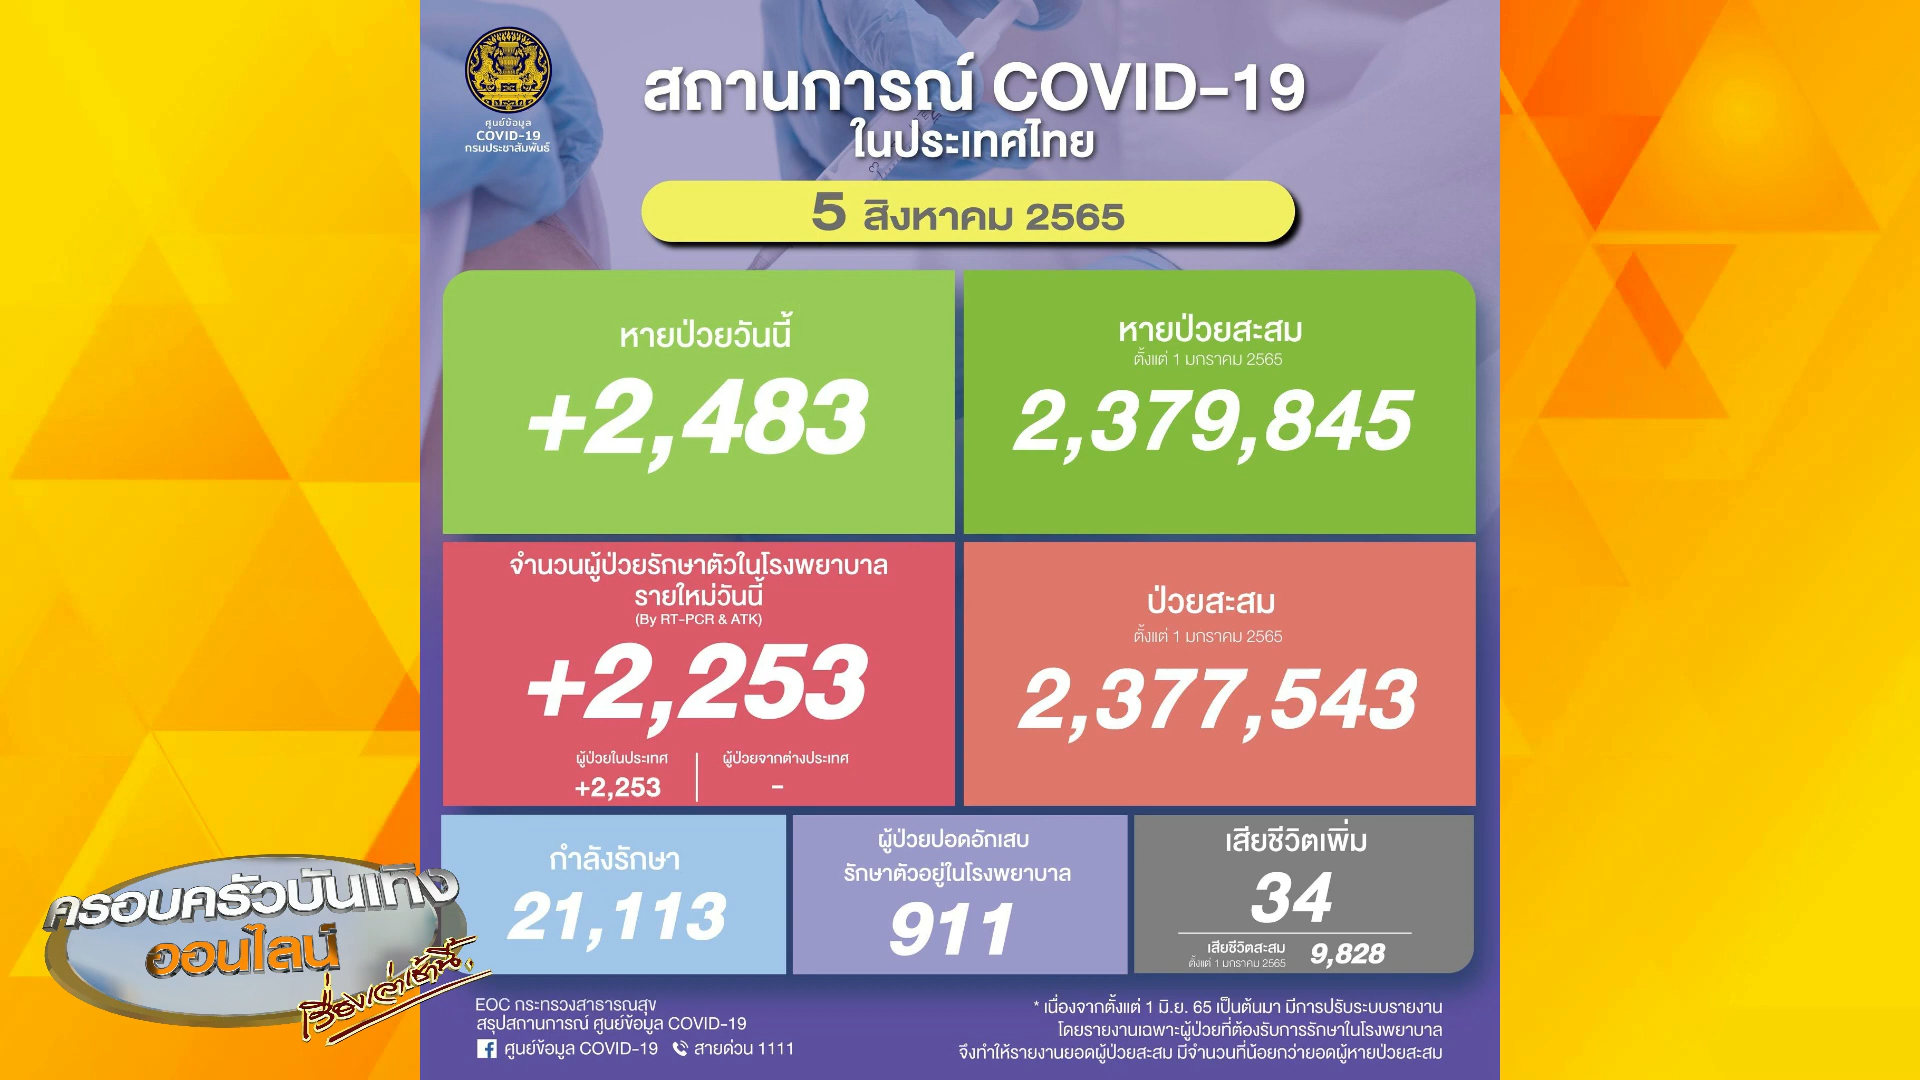 ศูนย์ข้อมูล
COVID-19
กรมประชาสัมพันธ์
สถานการณ์ COVID-19
ในประเทศไทย
5 สิงหาคม 2565
หายป่วยวันนี้
+2,483
หายป่วยสะสม
ตั้งแต่ 1 มกราคม 2565
2,379,845
จำนวนผู้ป่วยรักษาตัวในโรงพยาบาล
รายใหม่วันนี้
(By RT-PCR & ATK)
+2,253
ผู้ป่วยในประเทศ
+2,253
ผู้ป่วยจากต่างประเทศ
-
ป่วยสะสม
ตั้งแต่ 1 มกราคม 2565
2,377,543
กำลังรักษา
21,113
ผู้ป่วยปอดอักเสบ
รักษาตัวอยู่ในโรงพยาบาล
911
เสียชีวิตเพิ่ม
34
เสียชีวิตสะสม
ตั้งแต่ 1 มกราคม 2565
9,828
ครอบครัวบันเทิง
ออนไลน์
เรื่องเล่าเช้านี้
EOC กระทรวงสาธารณสุข
สรุปสถานการณ์ ศูนย์ข้อมูล COVID-19
ศูนย์ข้อมูล COVID-19 สายด่วน 1111
* เนื่องจากตั้งแต่ 1 มิ.ย. 65 เป็นต้นมา มีการปรับระบบรายงาน
โดยรายงานเฉพาะผู้ป่วยที่ต้องรับการรักษาในโรงพยาบาล
จึงทำให้รายงานยอดผู้ป่วยสะสม มีจำนวนที่น้อยกว่ายอดผู้หายป่วยสะสม